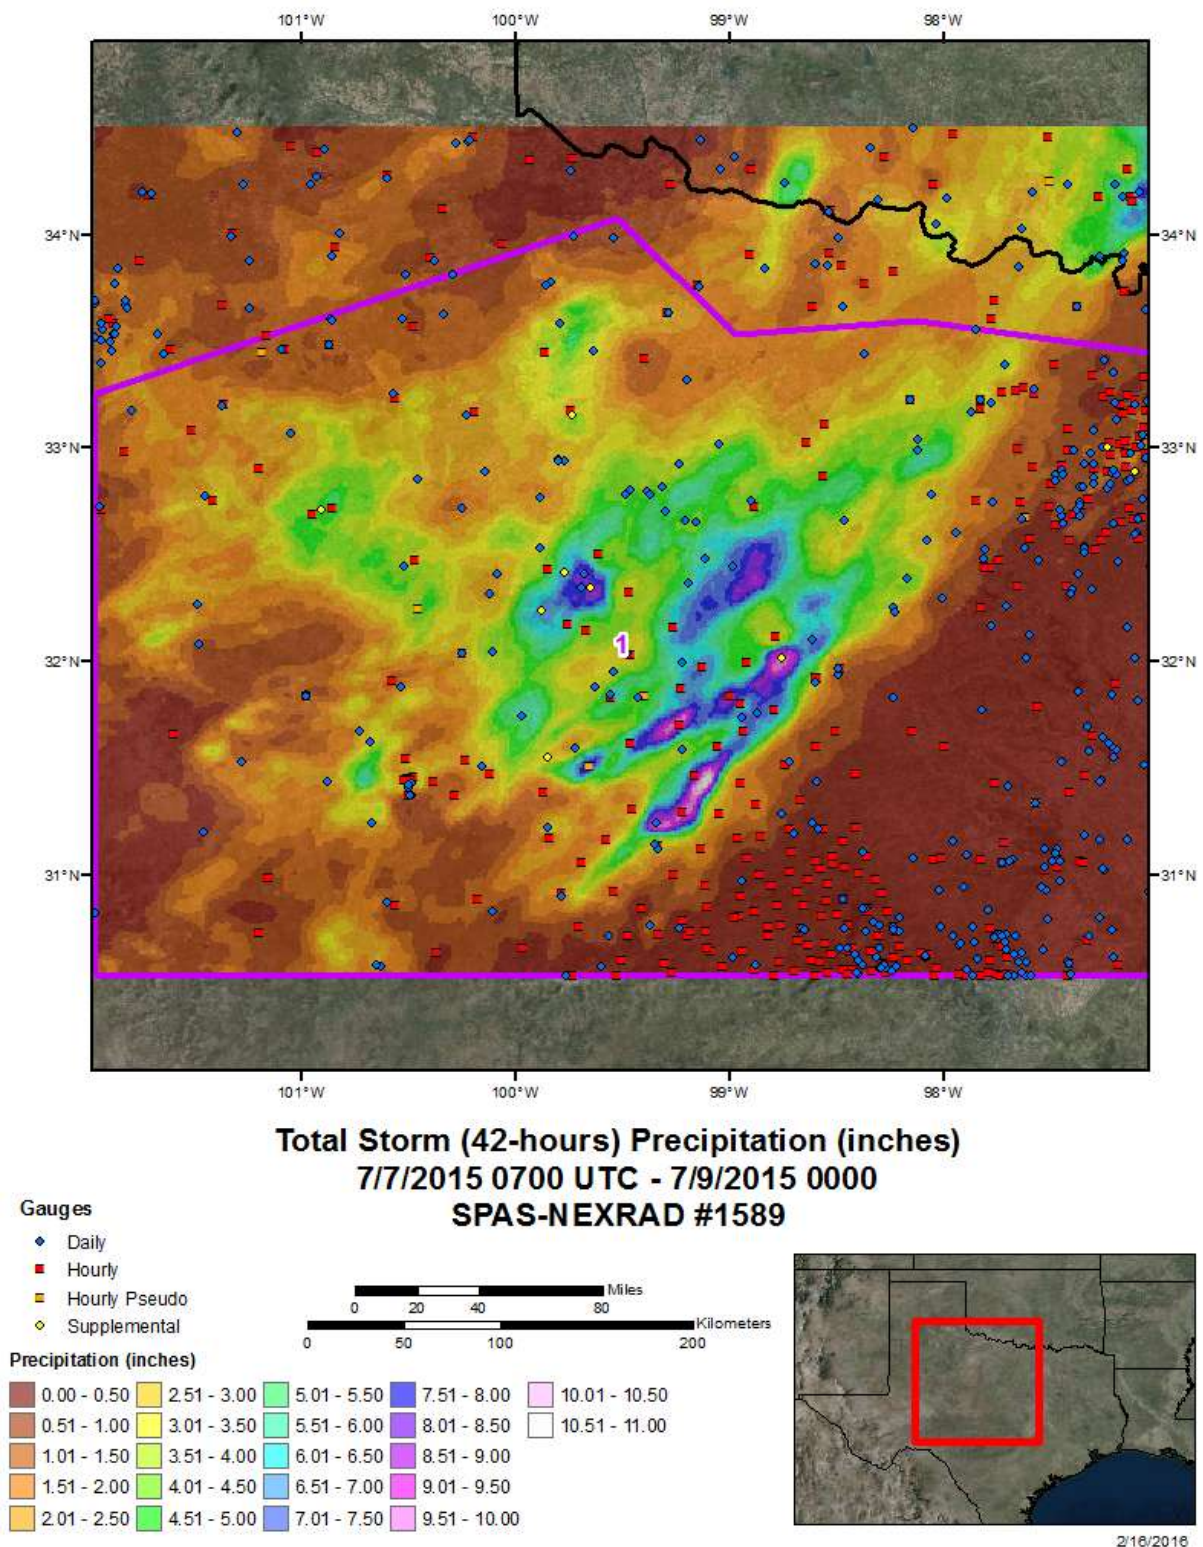 101°W 100°W 99°W 98°W
34°N 34°N
33°N 33°N
1
32°N 32°N
31°N 31°N
101°W 100°W 99°W 98°W
Total Storm (42-hours) Precipitation (inches)
7/7/2015 0700 UTC - 7/9/2015 0000
SPAS-NEXRAD #1589
Gauges
Daily
Hourly
Hourly Pseudo
Supplemental
Miles
0 20 40 80
Kilometers
0 50 100 200
Precipitation (inches)
0.00 - 0.50 2.51 - 3.00 5.01 - 5.50 7.51 - 8.00 10.01 - 10.50
0.51 - 1.00 3.01 - 3.50 5.51 - 6.00 8.01 - 8.50 10.51 - 11.00
1.01 - 1.50 3.51 - 4.00 6.01 - 6.50 8.51 - 9.00
1.51 - 2.00 4.01 - 4.50 6.51 - 7.00 9.01 - 9.50
2.01 - 2.50 4.51 - 5.00 7.01 - 7.50 9.51 - 10.00
2/16/2016